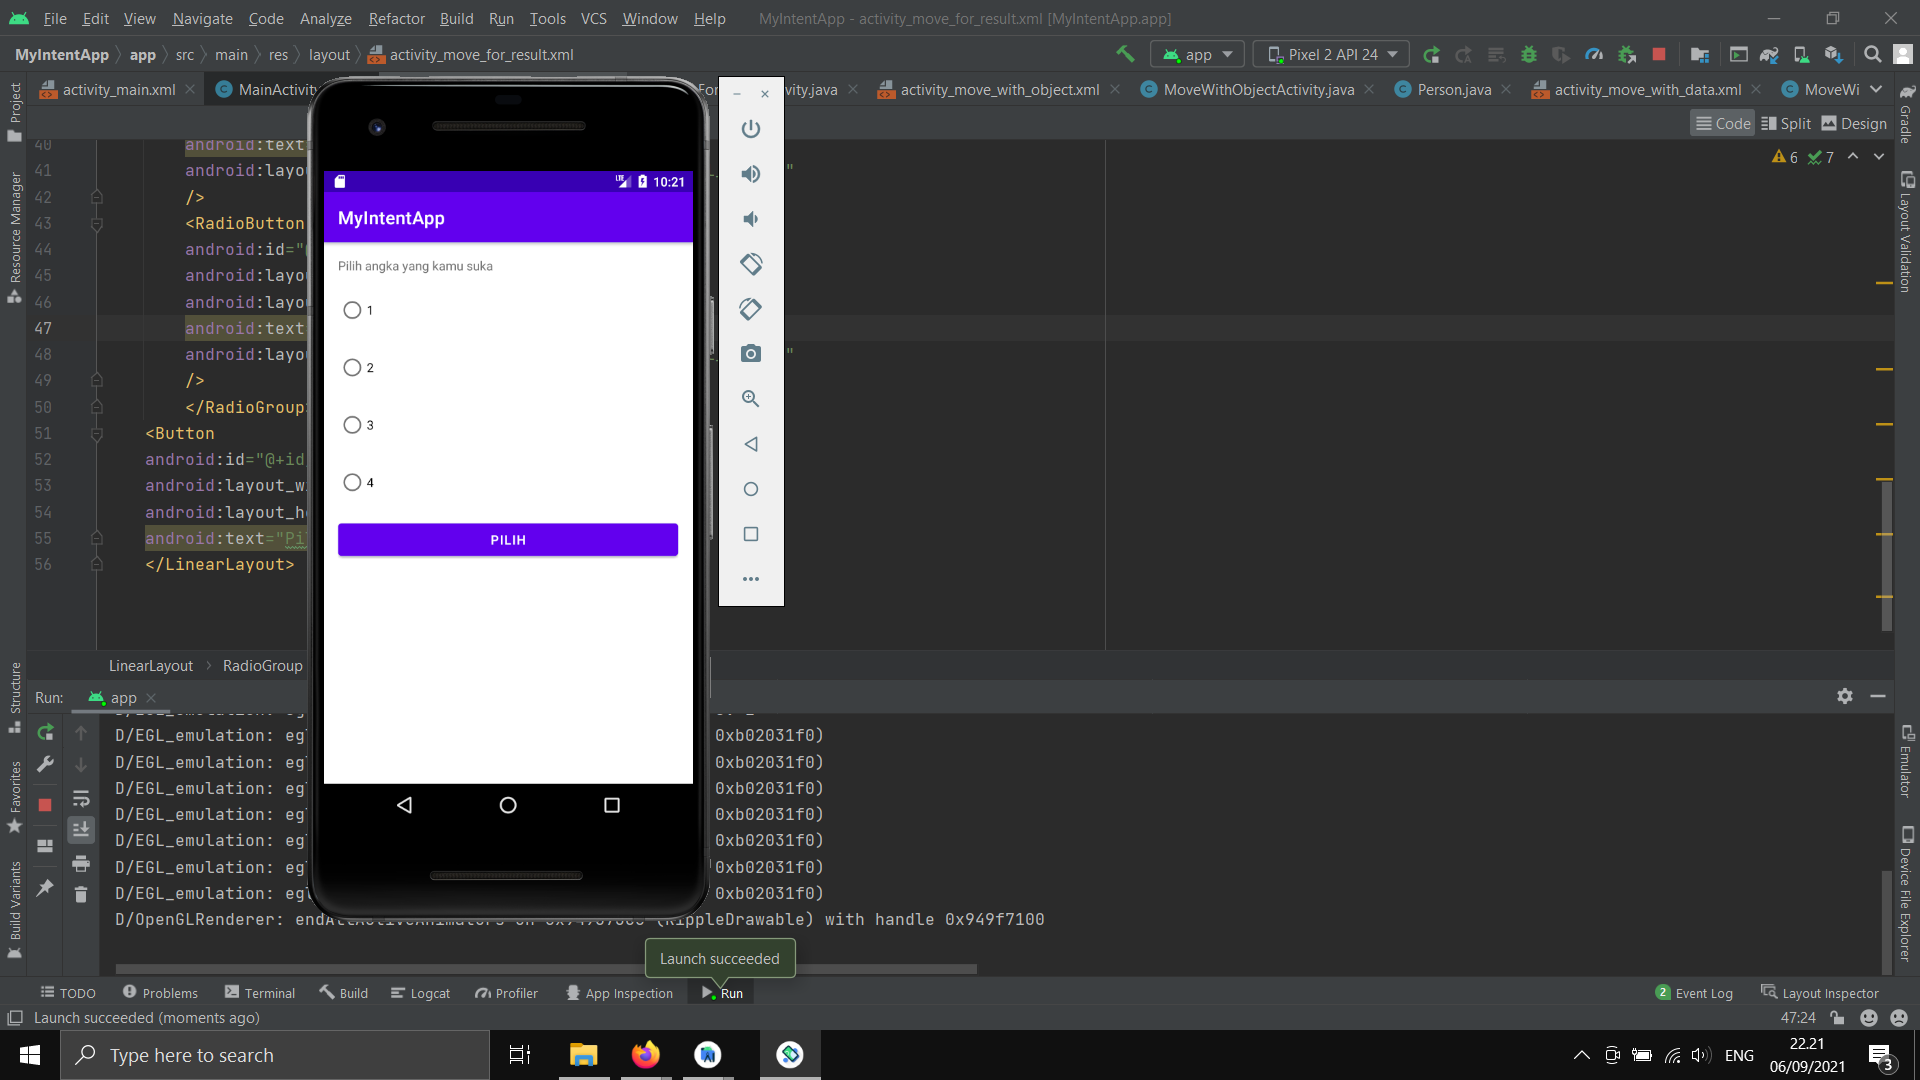 File Edit View Navigate Code Analyze Refactor Build Run Tools VCS Window Help MyIntentApp - activity_move_for_result.xml [MyIntentApp.app]
MyIntentApp app src main res layout activity_move_for_result.xml app Pixel 2 API 24
activity_main.xml MainActivity ivity.java activity_move_with_object.xml MoveWithObjectActivity.java Person.java activity_move_with_data.xml MoveWi
Code Split Design
6 7
Project
Resource Manager
Structure
Favorites
Build Variants
40 android:text
41 android:layou "
42 />
43 <RadioButton
44 android:id="
45 android:layou
46 android:layou
47 android:text
48 android:layou "
49 />
50 </RadioGroup
51 <Button
52 android:id="@+id
53 android:layout_w
54 android:layout_h
55 android:text="Pi
56 </LinearLayout>
LTE 10:21
MyIntentApp
Pilih angka yang kamu suka
1
2
3
4
PILIH
Gradle
Layout Validation
Emulator
Device File Explorer
LinearLayout RadioGroup
Run: app
D/EGL_emulation: eg 0xb02031f0)
D/EGL_emulation: eg 0xb02031f0)
D/EGL_emulation: eg 0xb02031f0)
D/EGL_emulation: eg 0xb02031f0)
D/EGL_emulation: eg 0xb02031f0)
D/EGL_emulation: eg 0xb02031f0)
D/EGL_emulation: eg 0xb02031f0)
D/OpenGLRenderer: (RippleDrawable) with handle 0x949f7100
Launch succeeded
TODO Problems Terminal Build Logcat Profiler App Inspection Run 2 Event Log Layout Inspector
Launch succeeded (moments ago) 47:24
Type here to search ENG 22.21
06/09/2021 3